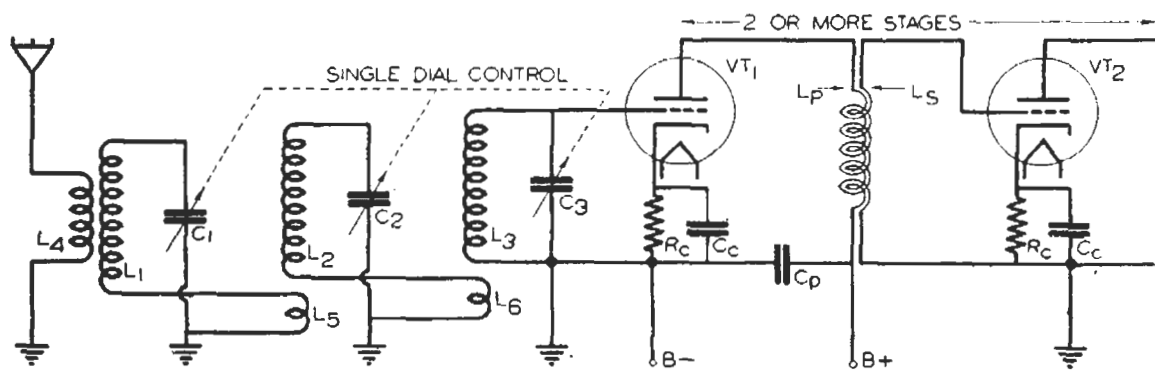 2 OR MORE STAGES
SINGLE DIAL CONTROL
VT1
VT2
LP
LS
L4
L1
C1
L2
C2
L3
C3
RC
CC
RC
CC
CP
L5
L6
B-
B+